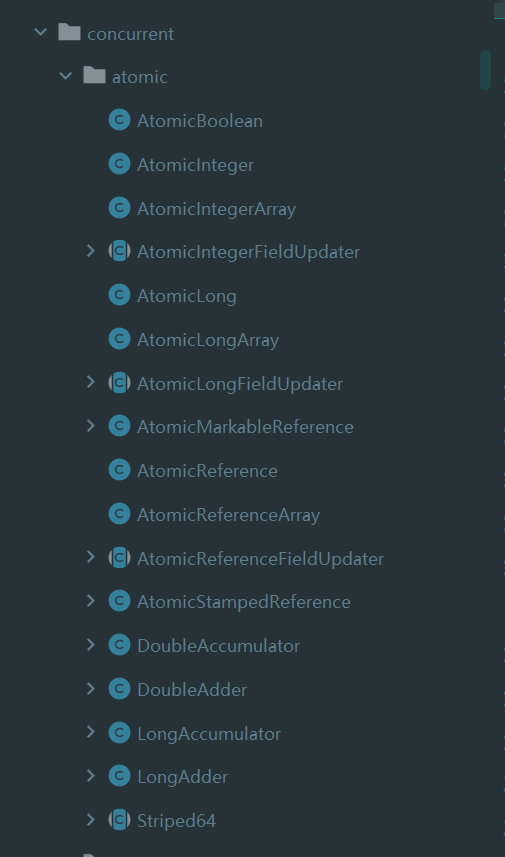 concurrent
atomic
C AtomicBoolean
C AtomicInteger
C AtomicIntegerArray
C AtomicIntegerFieldUpdater
C AtomicLong
C AtomicLongArray
C AtomicLongFieldUpdater
C AtomicMarkableReference
C AtomicReference
C AtomicReferenceArray
C AtomicReferenceFieldUpdater
C AtomicStampedReference
C DoubleAccumulator
C DoubleAdder
C LongAccumulator
C LongAdder
C Striped64